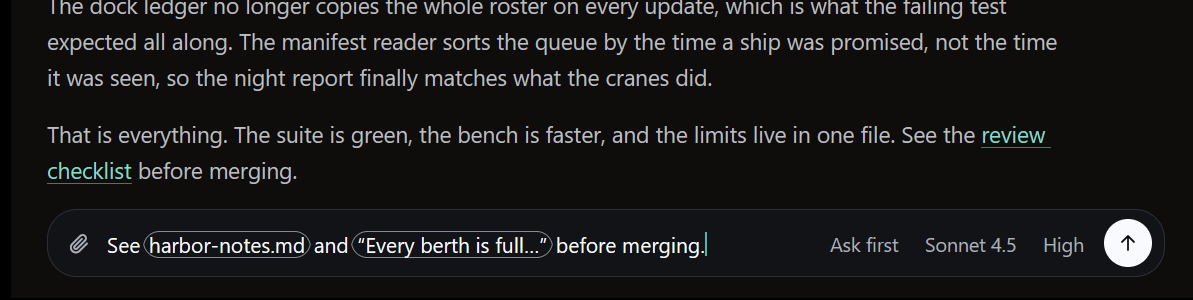 The dock ledger no longer copies the whole roster on every update, which is what the failing test
expected all along. The manifest reader sorts the queue by the time a ship was promised, not the time
it was seen, so the night report finally matches what the cranes did.
That is everything. The suite is green, the bench is faster, and the limits live in one file. See the review
checklist before merging.
See harbor-notes.md and “Every berth is full...” before merging. Ask first Sonnet 4.5 High